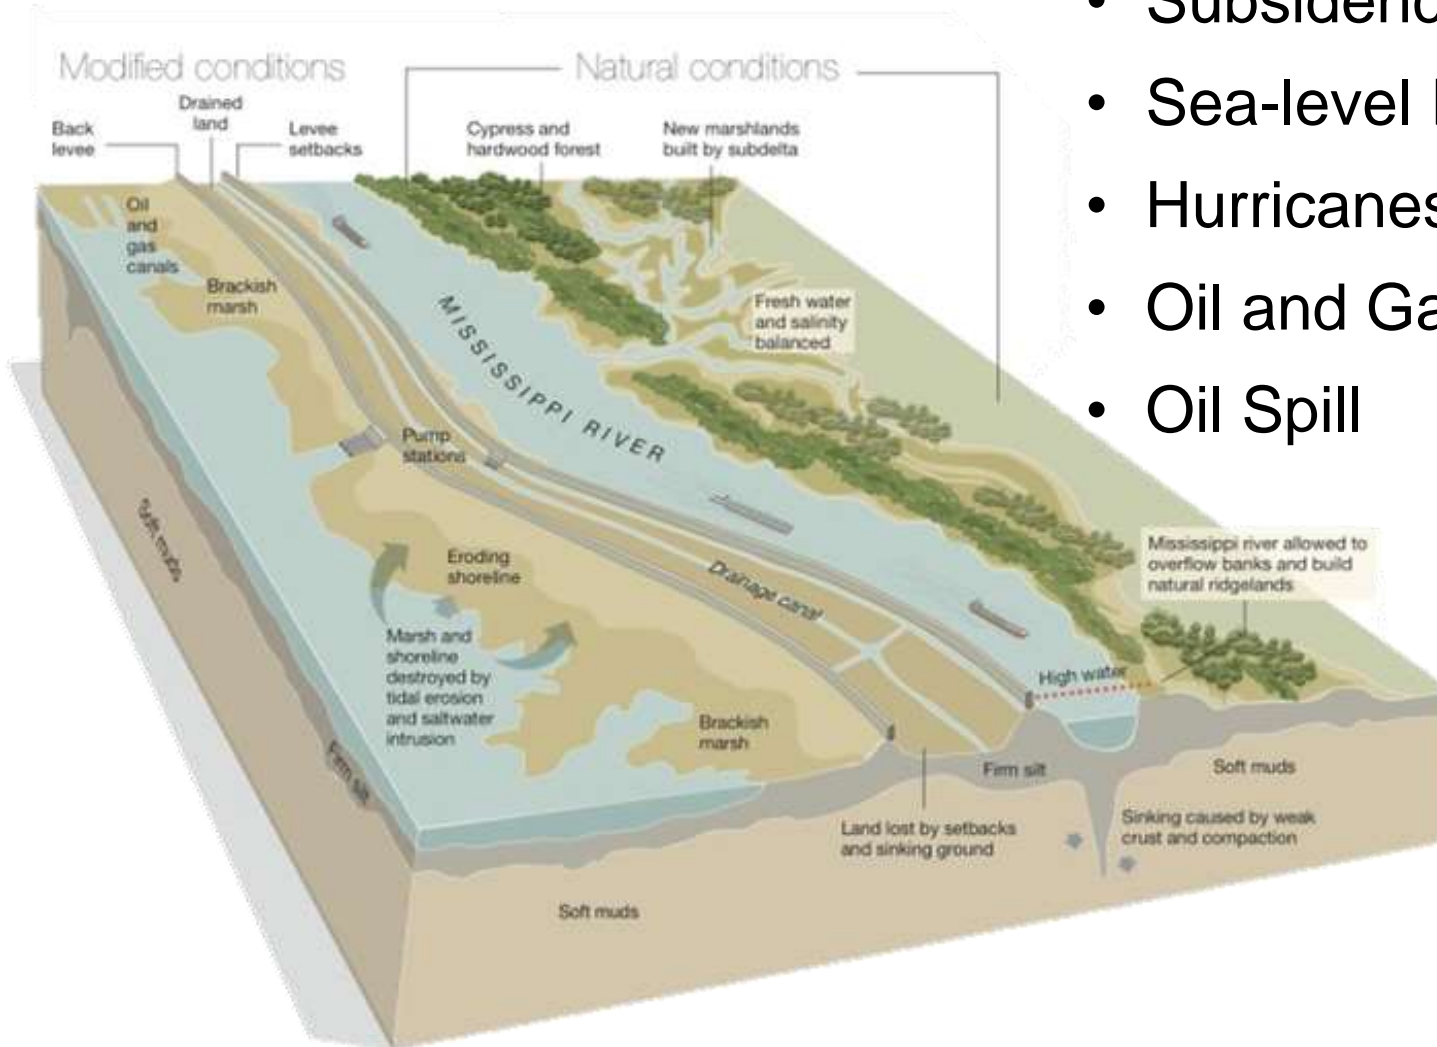 Modified conditions
Natural conditions
Back
levee
Drained
land
Levee
setbacks
Cypress and
hardwood forest
New marshlands
built by subdelta
Oil
and
gas
canals
Brackish
marsh
MISSISSIPPI RIVER
Fresh water
and salinity
balanced
Pump
stations
Eroding
shoreline
Drainage canal
Mississippi river allowed to
overflow banks and build
natural ridgelands
Marsh and
shoreline
destroyed by
tidal erosion
and saltwater
intrusion
High water
Brackish
marsh
Firm silt
Firm silt
Soft muds
Land lost by setbacks
and sinking ground
Sinking caused by weak
crust and compaction
Soft muds
• Sea-level
• Hurricanes
• Oil and
• Oil Spill